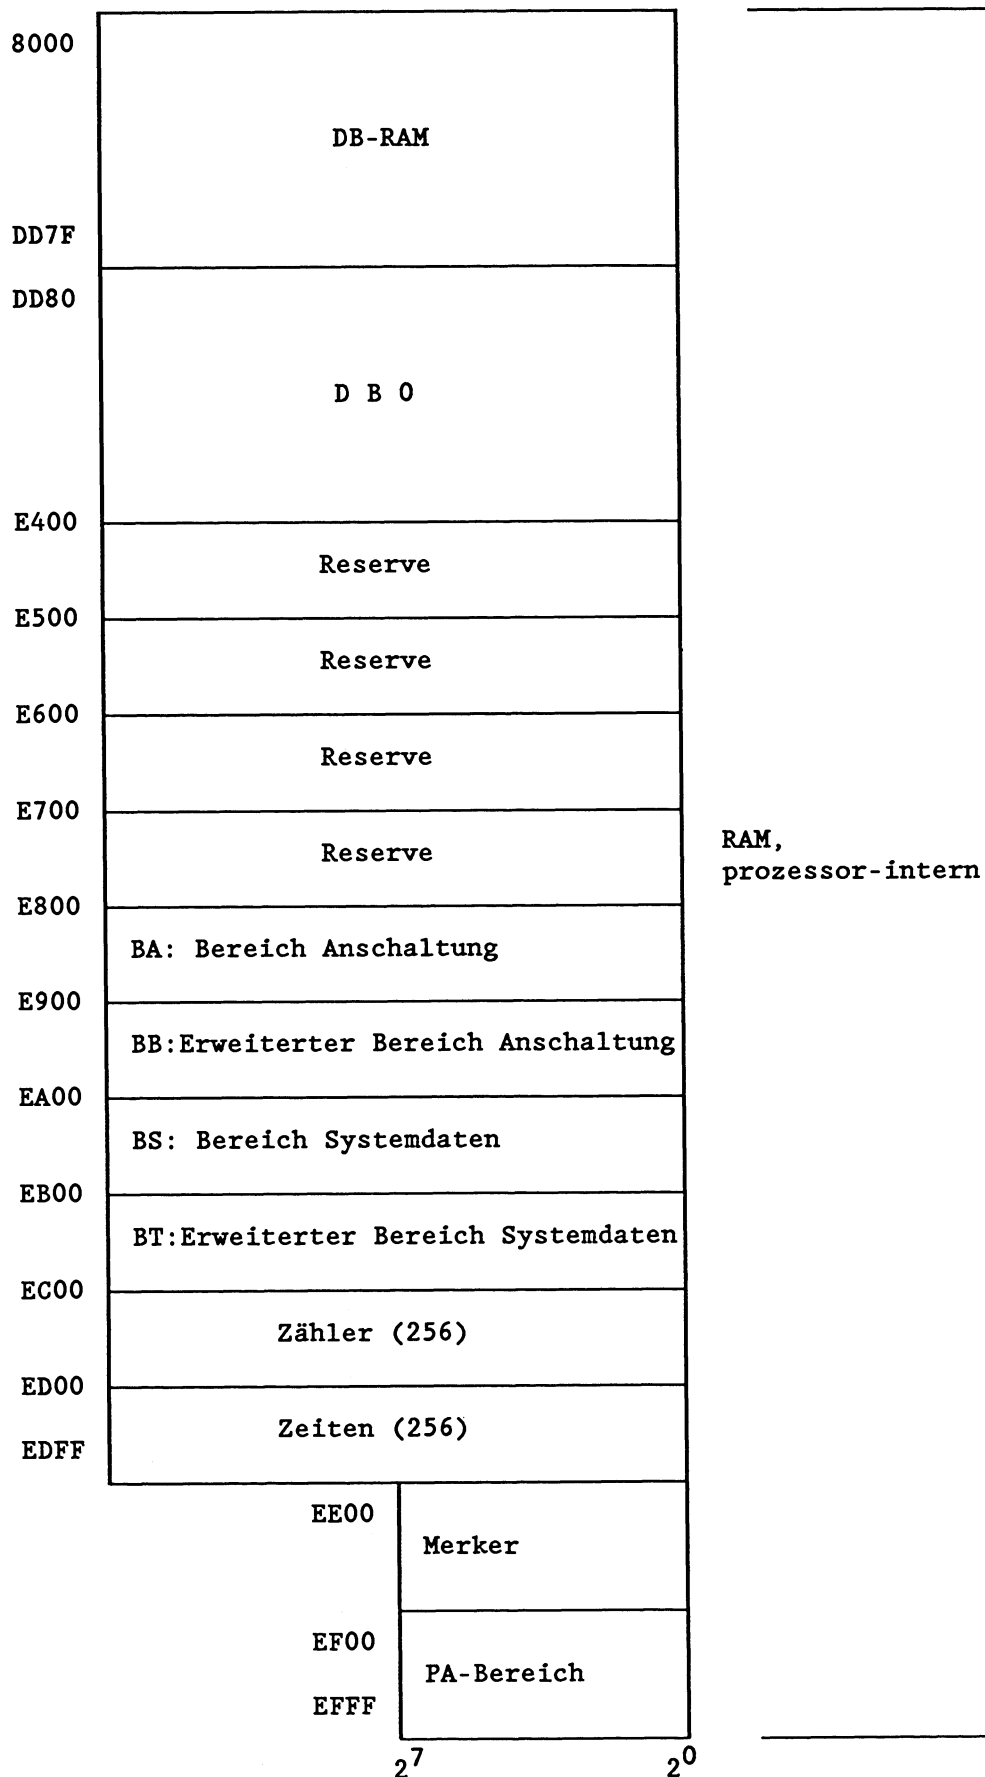 8000
DB-RAM
DD7F
DD80
D B 0
E400
Reserve
E500
Reserve
E600
Reserve
E700
Reserve
RAM,
prozessor-intern
E800
BA: Bereich Anschaltung
E900
BB:Erweiterter Bereich Anschaltung
EA00
BS: Bereich Systemdaten
EB00
BT:Erweiterter Bereich Systemdaten
EC00
Zähler (256)
ED00
Zeiten (256)
EDFF
EE00
Merker
EF00
PA-Bereich
EFFF
2⁷ 2⁰